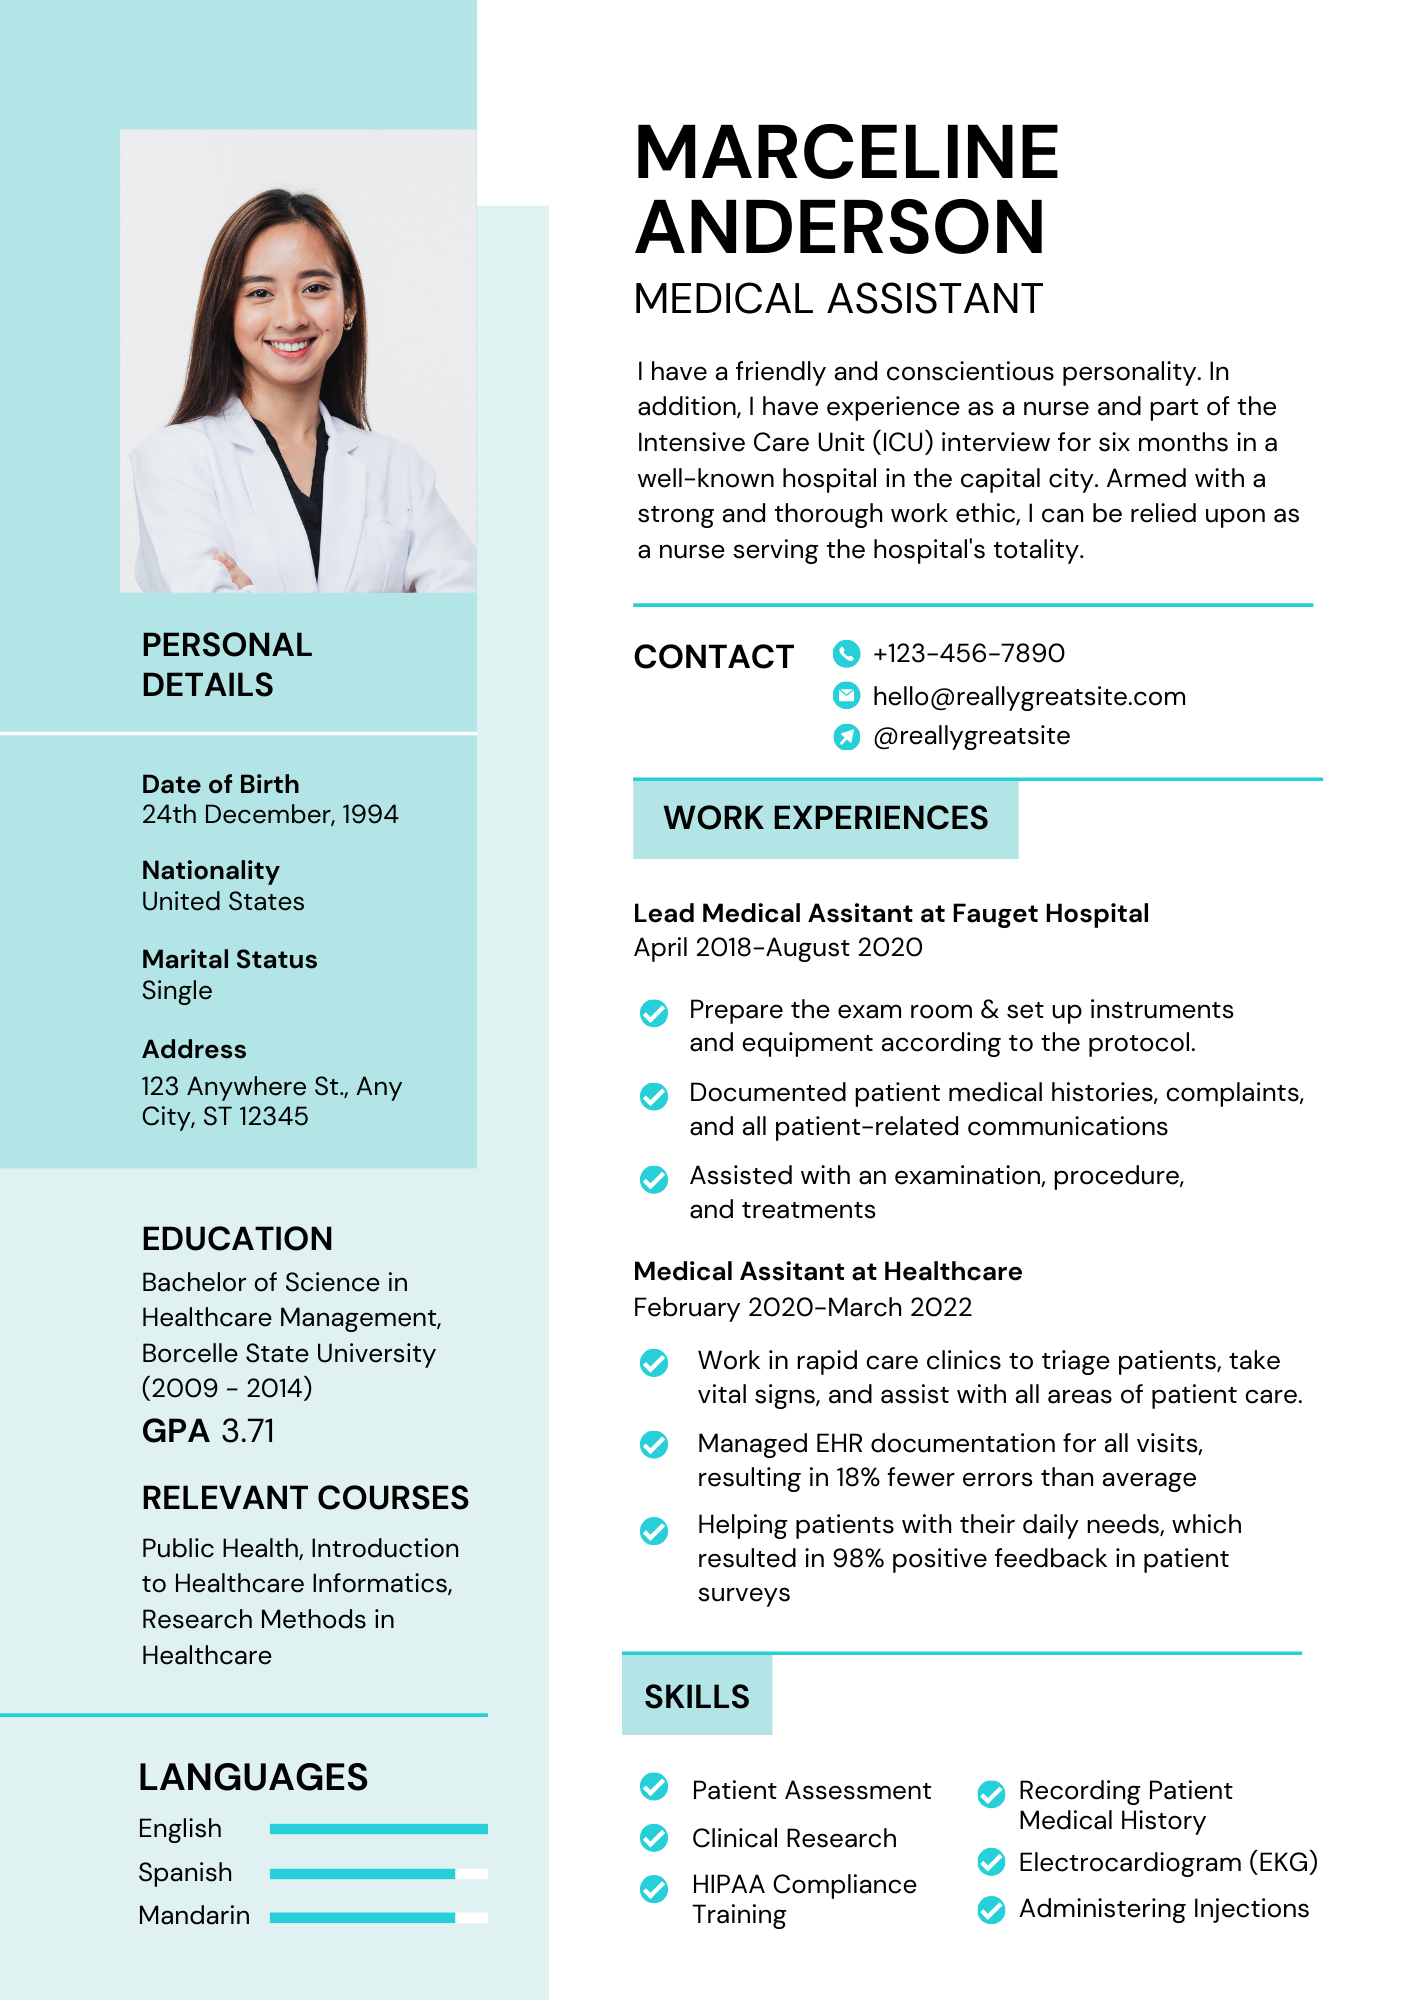 MARCELINE
ANDERSON
MEDICAL ASSISTANT
I have a friendly and conscientious personality. In
addition, I have experience as a nurse and part of the
Intensive Care Unit (ICU) interview for six months in a
well-known hospital in the capital city. Armed with a
strong and thorough work ethic, I can be relied upon as
a nurse serving the hospital's totality.
CONTACT
+123-456-7890
hello@reallygreatsite.com
@reallygreatsite
PERSONAL
DETAILS
Date of Birth
24th December, 1994
Nationality
United States
Marital Status
Single
Address
123 Anywhere St., Any
City, ST 12345
EDUCATION
Bachelor of Science in
Healthcare Management,
Borcelle State University
(2009 - 2014)
GPA 3.71
RELEVANT COURSES
Public Health, Introduction
to Healthcare Informatics,
Research Methods in
Healthcare
LANGUAGES
English
Spanish
Mandarin
WORK EXPERIENCES
Lead Medical Assitant at Fauget Hospital
April 2018-August 2020
Prepare the exam room & set up instruments
and equipment according to the protocol.
Documented patient medical histories, complaints,
and all patient-related communications
Assisted with an examination, procedure,
and treatments
Medical Assitant at Healthcare
February 2020-March 2022
Work in rapid care clinics to triage patients, take
vital signs, and assist with all areas of patient care.
Managed EHR documentation for all visits,
resulting in 18% fewer errors than average
Helping patients with their daily needs, which
resulted in 98% positive feedback in patient
surveys
SKILLS
Patient Assessment
Clinical Research
HIPAA Compliance
Training
Recording Patient
Medical History
Electrocardiogram (EKG)
Administering Injections